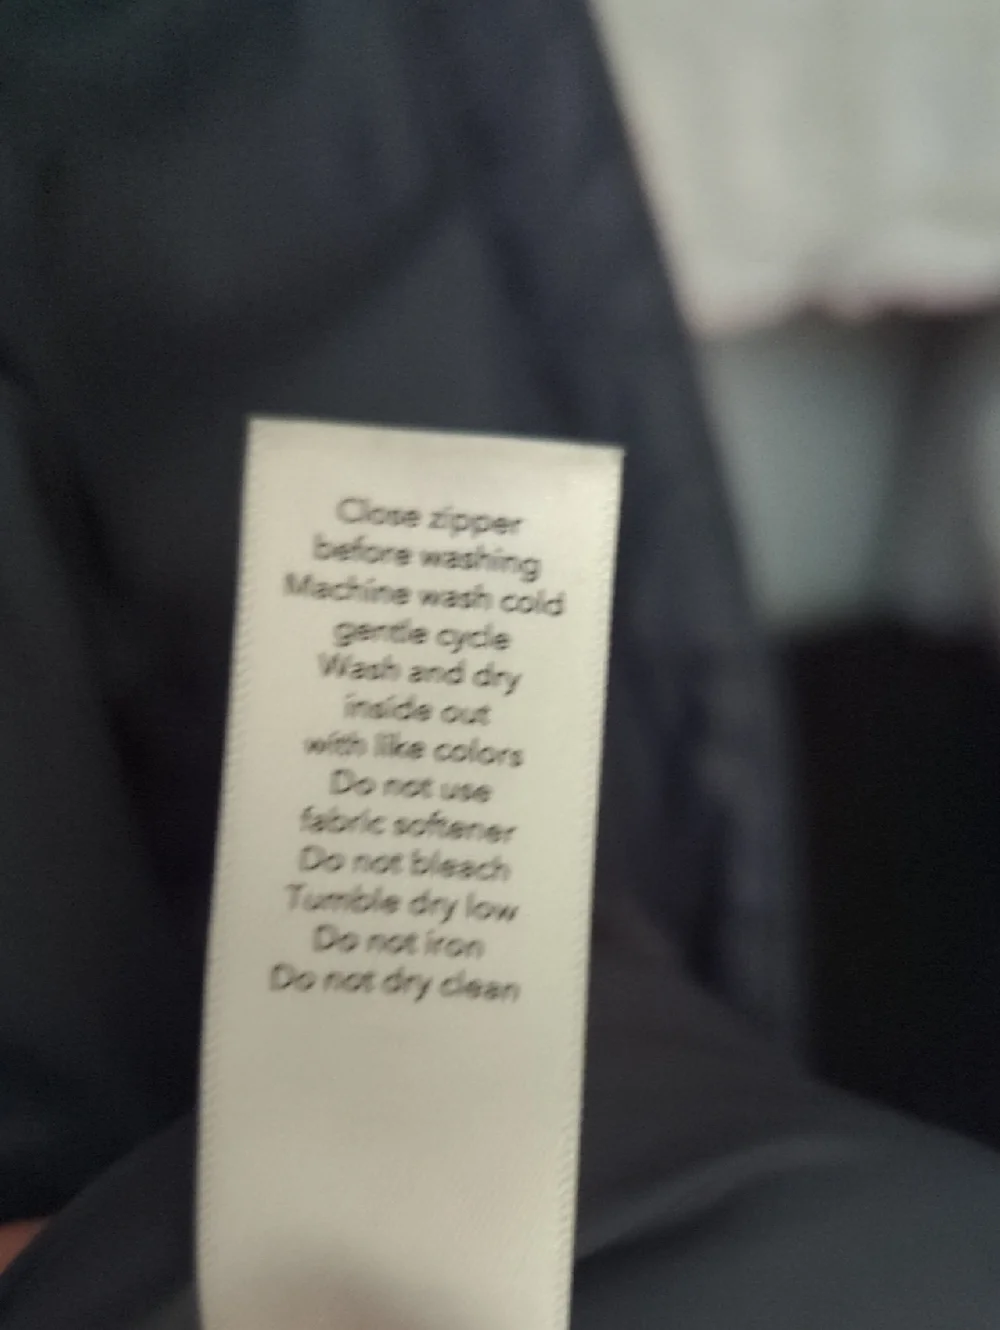 Close zipper
before washing
Machine wash cold
gentle cycle
Wash and dry
inside out
with like colors
Do not use
fabric softener
Do not bleach
Tumble dry low
Do not iron
Do not dry clean